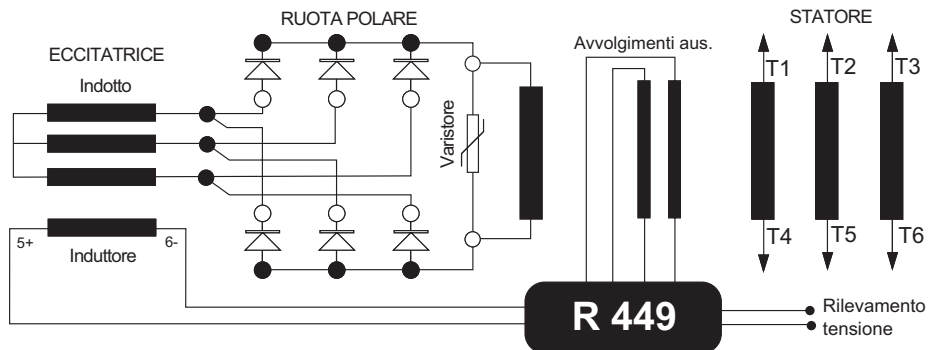 RUOTA POLARE
STATORE
ECCITATRICE
Avvolgimenti aus.
Indotto
T1
T2
T3
Varistore
T4
T5
T6
5+
6-
Induttore
R 449
Rilevamento
tensione